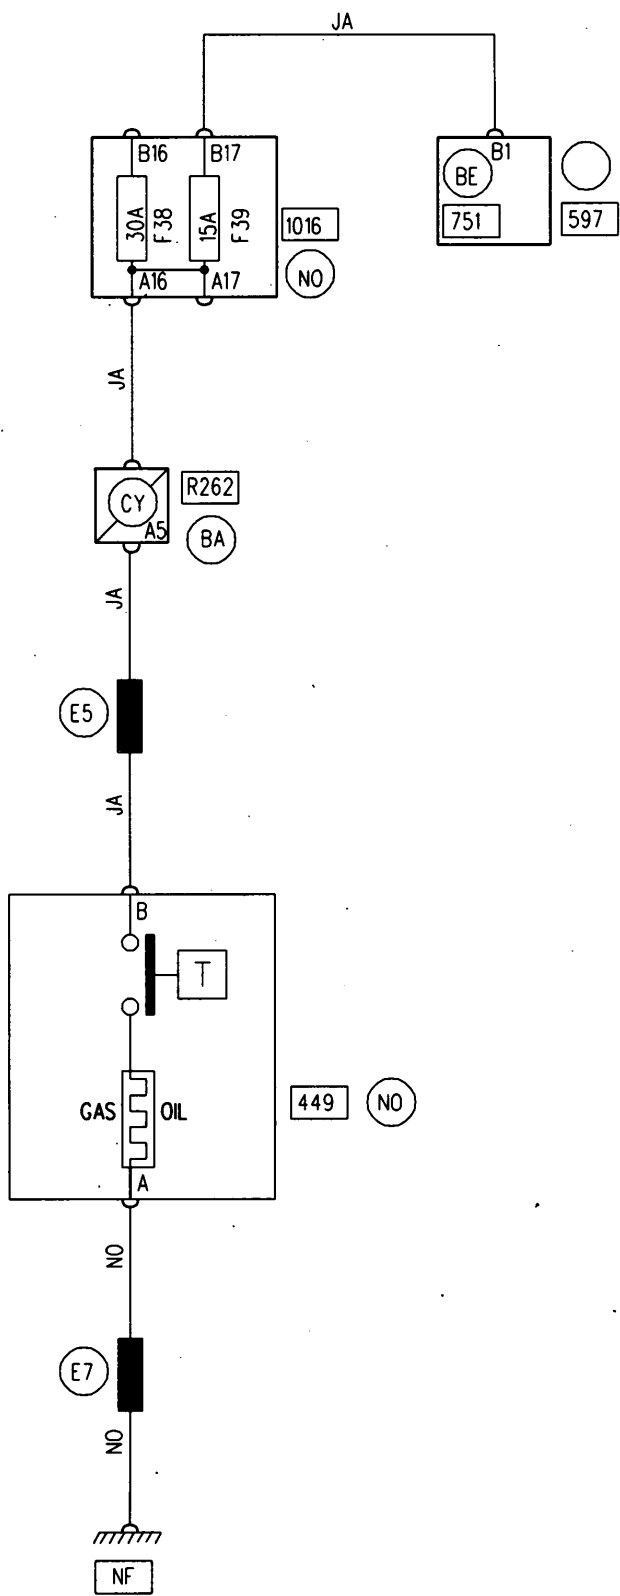 JA
B16 B17 B1
BE
30A F38 15A F39 1016 751 597
A16 A17 NO
JA
CY R262
A5 BA
JA
E5
JA
B
T
GAS OIL 449 NO
A
NO
E7
NO
NF